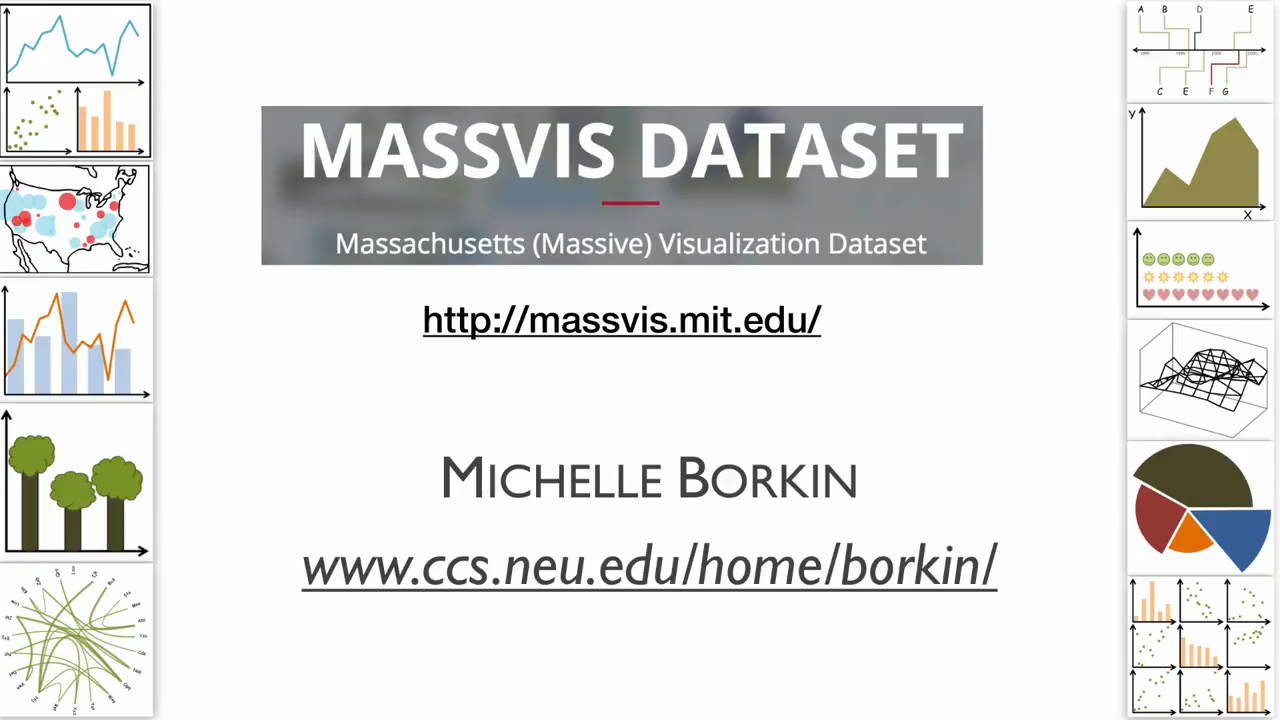 MASSVIS DATASET
Massachusetts (Massive) Visualization Dataset
http://massvis.mit.edu/
MICHELLE BORKIN
www.ccs.neu.edu/home/borkin/
A B D E
C E F G
y
x